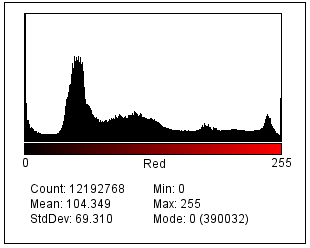 0 Red 255
Count: 12192768 Min: 0
Mean: 104.349 Max: 255
StdDev: 69.310 Mode: 0 (390032)